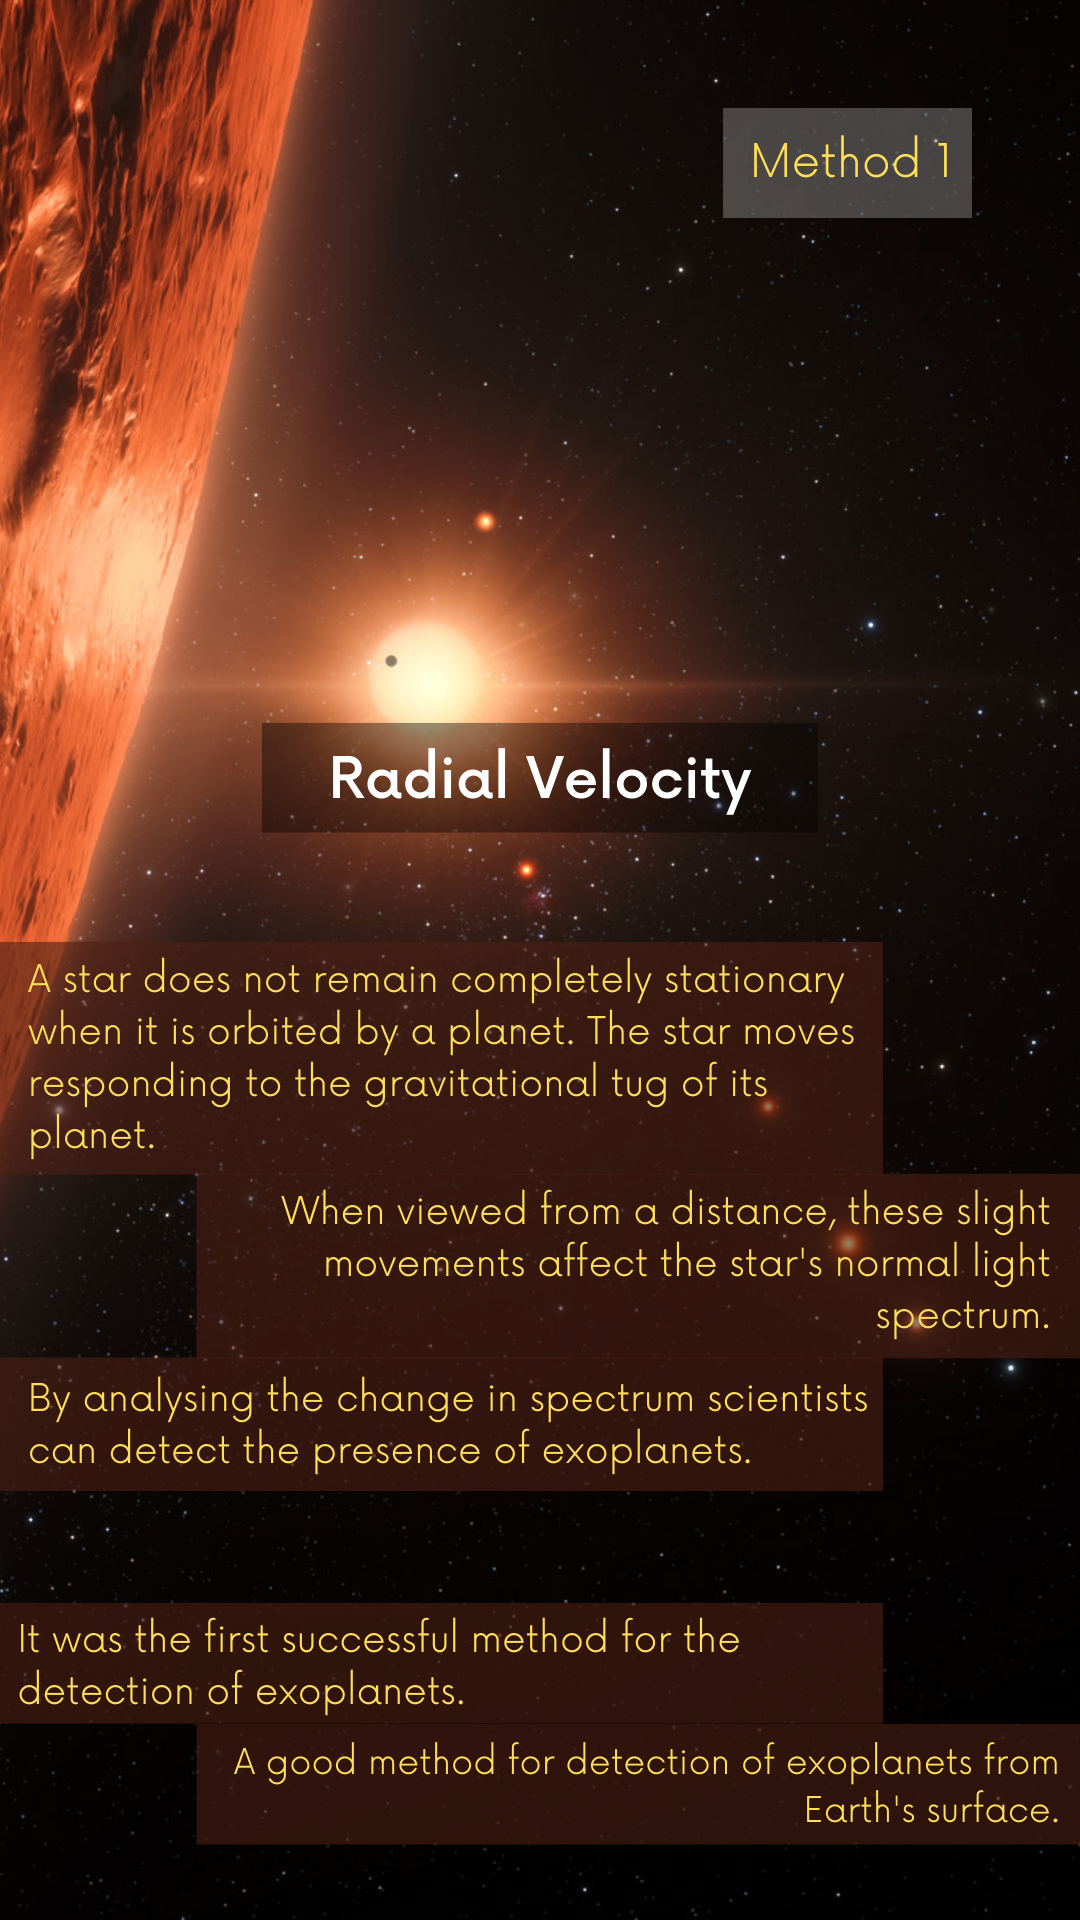 Method 1
Radial Velocity
A star does not remain completely stationary
when it is orbited by a planet. The star moves
responding to the gravitational tug of its
planet.
When viewed from a distance, these slight
movements affect the star's normal light
spectrum.
By analysing the change in spectrum scientists
can detect the presence of exoplanets.
It was the first successful method for the
detection of exoplanets.
A good method for detection of exoplanets from
Earth's surface.